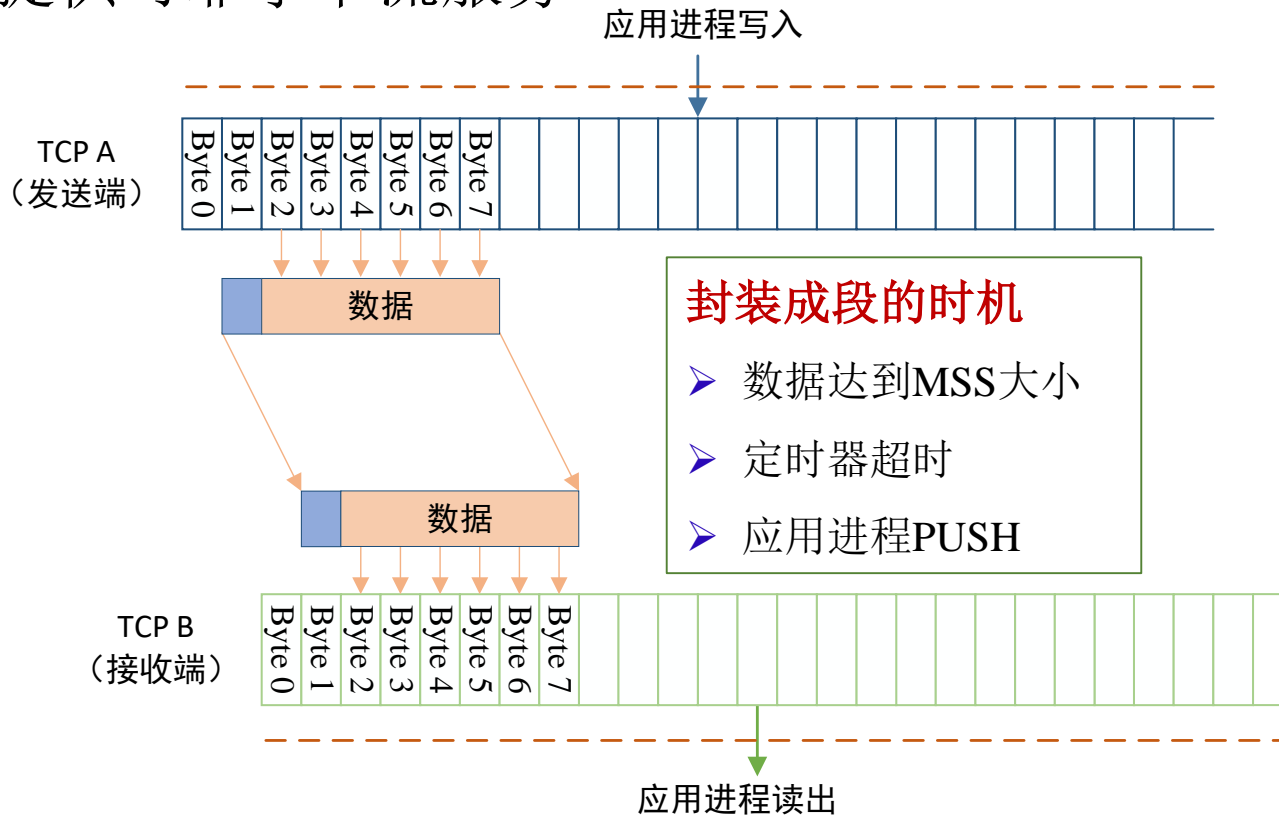 应用进程写入
TCP A
（发送端）
Byte 0
Byte 1
Byte 2
Byte 3
Byte 4
Byte 5
Byte 6
Byte 7
数据
封装成段的时机
➢ 数据达到MSS大小
➢ 定时器超时
➢ 应用进程PUSH
数据
TCP B
（接收端）
Byte 0
Byte 1
Byte 2
Byte 3
Byte 4
Byte 5
Byte 6
Byte 7
应用进程读出